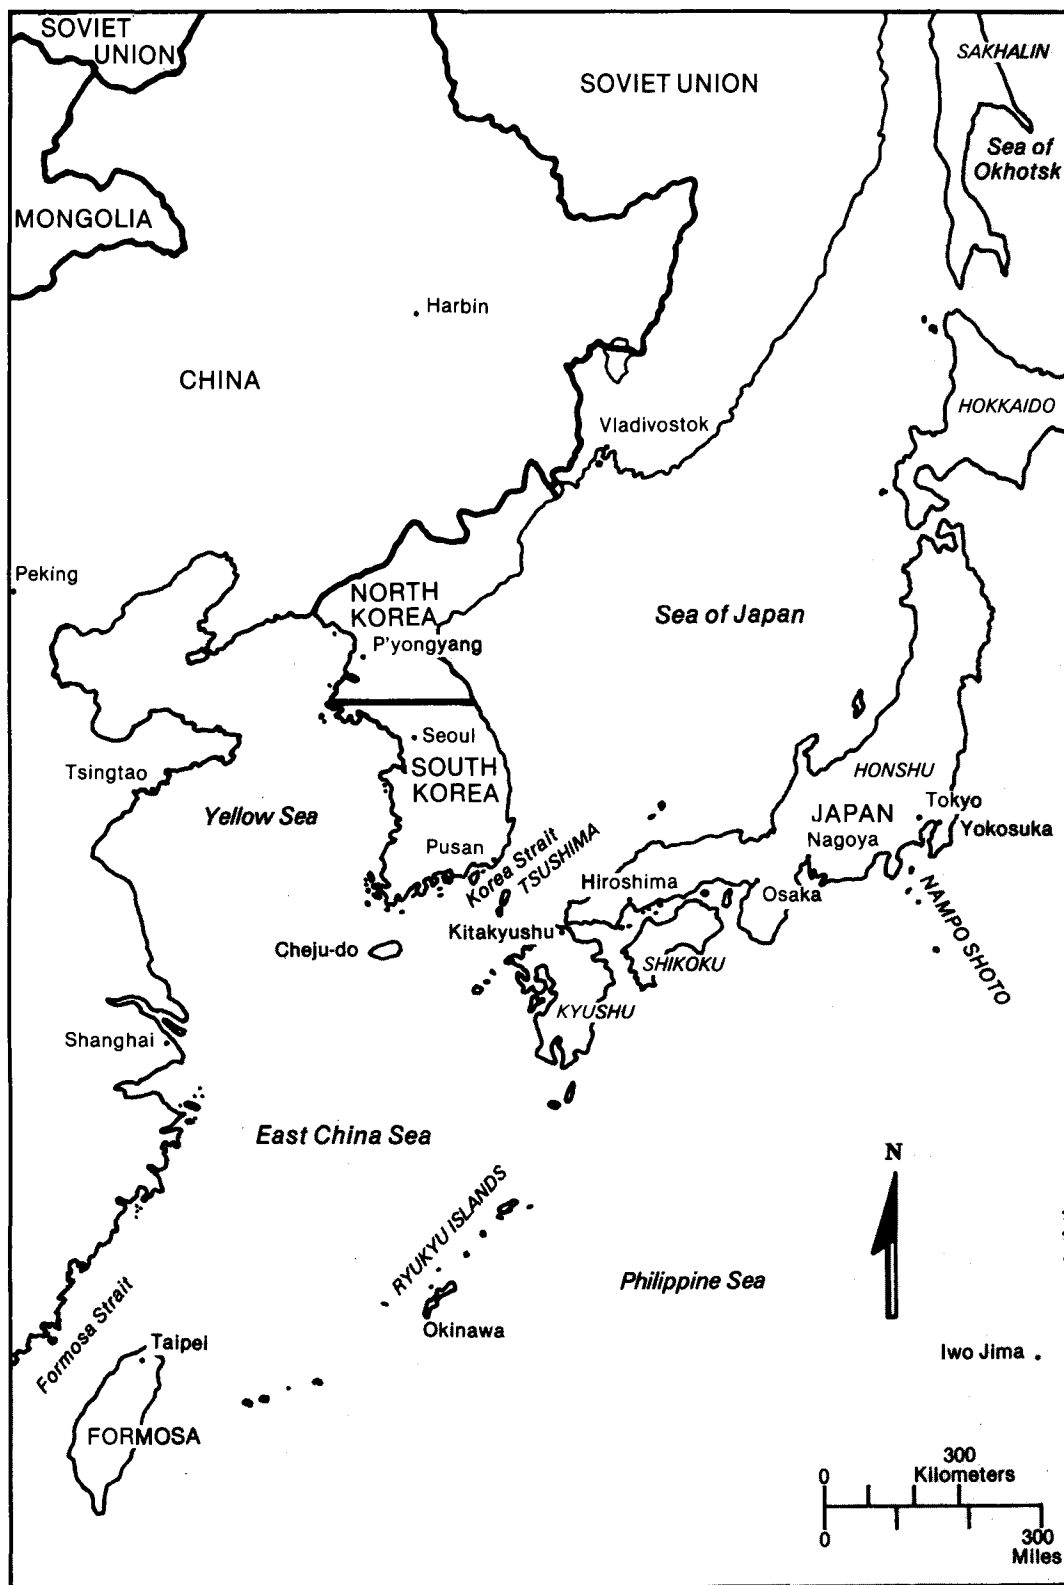 SOVIET
UNION
SOVIET UNION
SAKHALIN
Sea of
Okhotsk
MONGOLIA
Harbin
CHINA
HOKKAIDO
Vladivostok
Peking
NORTH
KOREA
Sea of Japan
P'yongyang
Seoul
SOUTH
KOREA
Tsingtao
HONSHU
Yellow Sea
JAPAN
Tokyo
Yokosuka
Nagoya
Pusan
Korea Strait
TSUSHIMA
Hiroshima
Osaka
NAMPO SHOTO
Kitakyushu
Cheju-do
SHIKOKU
KYUSHU
Shanghai
East China Sea
N
RYUKYU ISLANDS
Philippine Sea
Okinawa
Formosa Strait
Taipei
Iwo Jima
FORMOSA
0 300
Kilometers
0 300
Miles